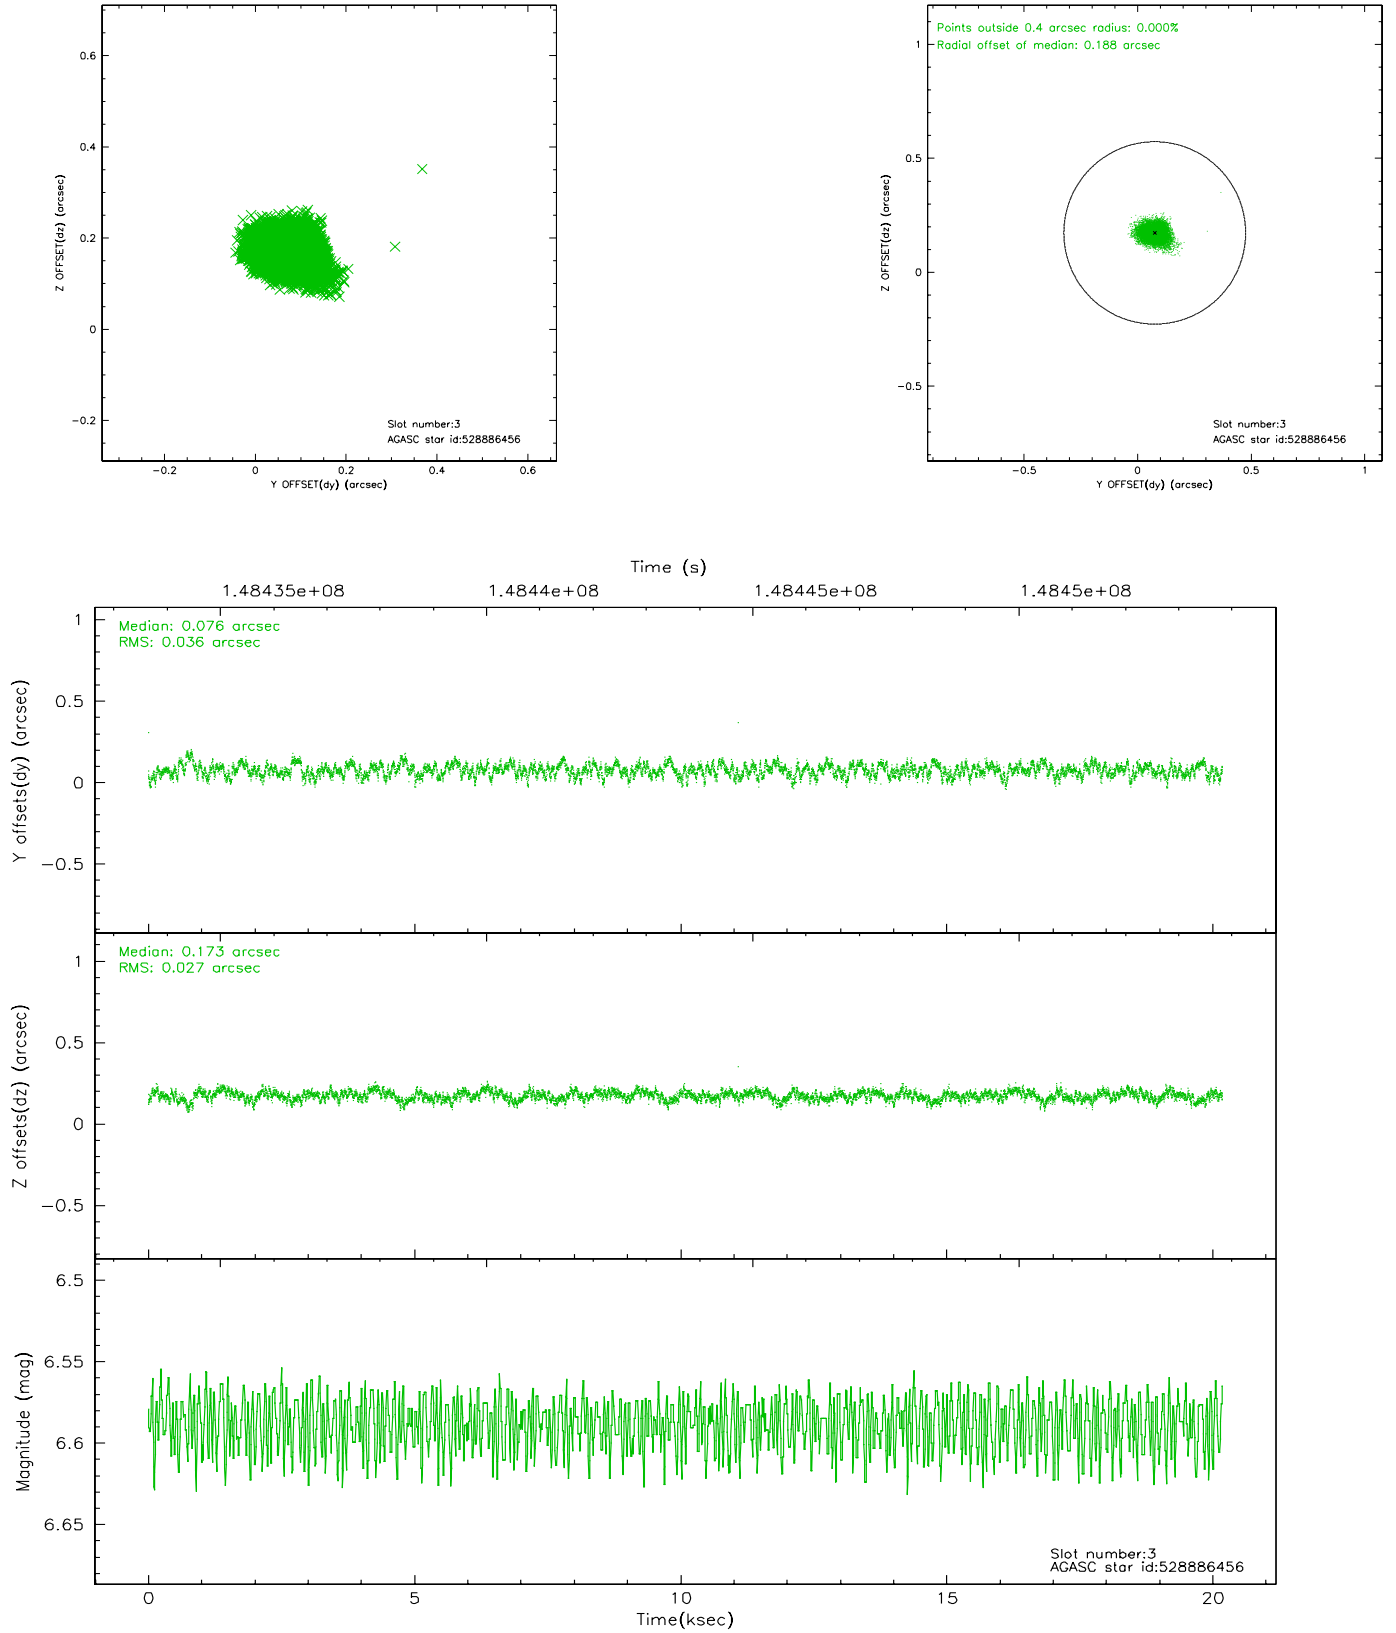 0.6
0.4
0.2
0
−0.2
Z OFFSET(dz) (arcsec)
Slot number:3
AGASC star id:528886456
−0.2 0 0.2 0.4 0.6
Y OFFSET(dy) (arcsec)
Points outside 0.4 arcsec radius: 0.000%
Radial offset of median: 0.188 arcsec
1
0.5
0
−0.5
Z OFFSET(dz) (arcsec)
Slot number:3
AGASC star id:528886456
−0.5 0 0.5 1
Y OFFSET(dy) (arcsec)
Time (s)
1.48435e+08 1.4844e+08 1.48445e+08 1.4845e+08
Median: 0.076 arcsec
RMS: 0.036 arcsec
1
0.5
0
−0.5
Y offsets(dy) (arcsec)
Median: 0.173 arcsec
RMS: 0.027 arcsec
1
0.5
0
−0.5
Z offsets(dz) (arcsec)
6.5
6.55
6.6
6.65
Magnitude (mag)
Slot number:3
AGASC star id:528886456
0 5 10 15 20
Time(ksec)